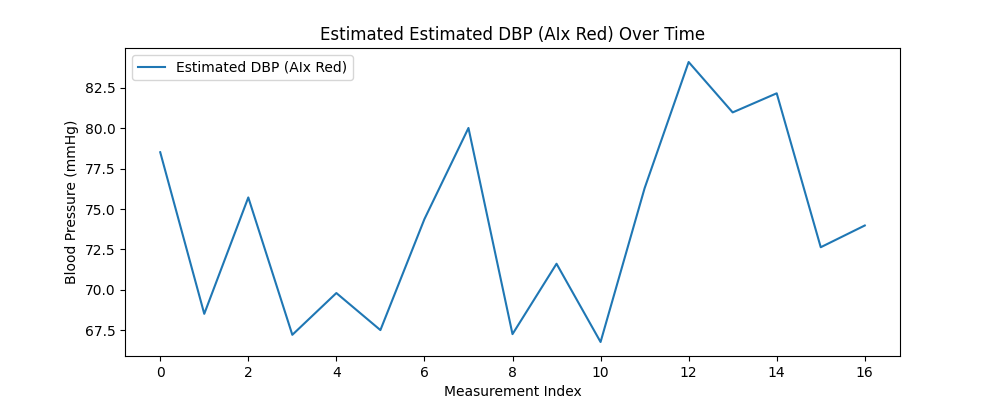 Estimated Estimated DBP (AIx Red) Over Time
Estimated DBP (AIx Red)
Blood Pressure (mmHg)
82.5
80.0
77.5
75.0
72.5
70.0
67.5
0 2 4 6 8 10 12 14 16
Measurement Index